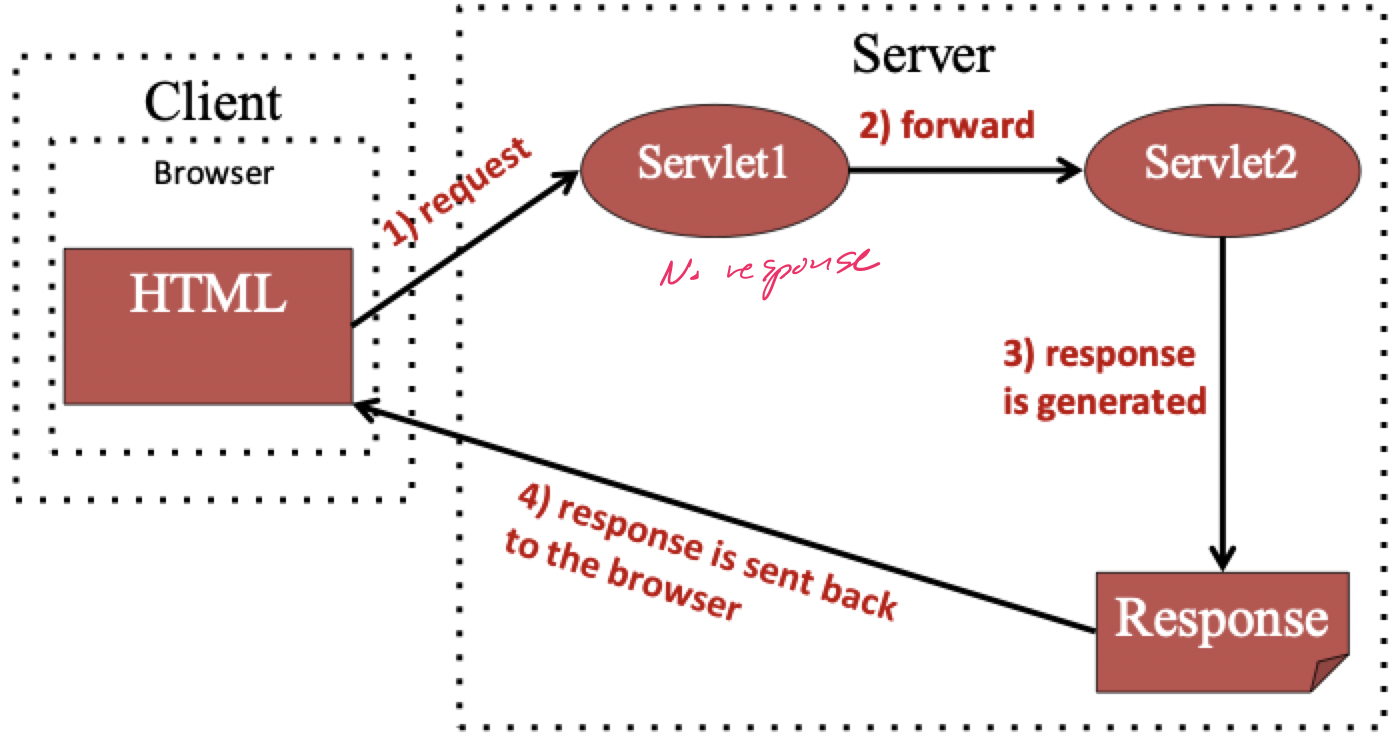 Server
Client
Browser
HTML
1) request
Servlet1
2) forward
Servlet2
No response
3) response
is generated
4) response is sent back
to the browser
Response